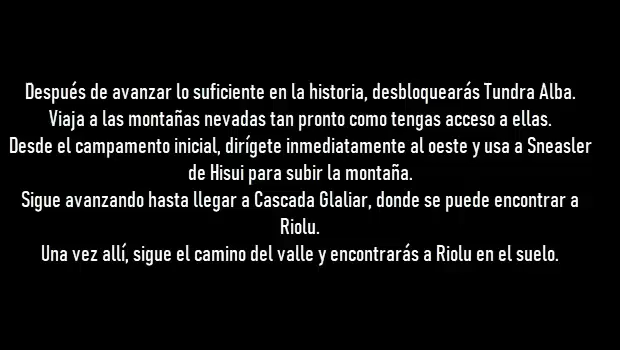 Después de avanzar lo suficiente en la historia, desbloquearás Tundra Alba.
Viaja a las montañas nevadas tan pronto como tengas acceso a ellas.
Desde el campamento inicial, dirígete inmediatamente al oeste y usa a Sneasler
de Hisui para subir la montaña.
Sigue avanzando hasta llegar a Cascada Glaliar, donde se puede encontrar a
Riolu.
Una vez allí, sigue el camino del valle y encontrarás a Riolu en el suelo.